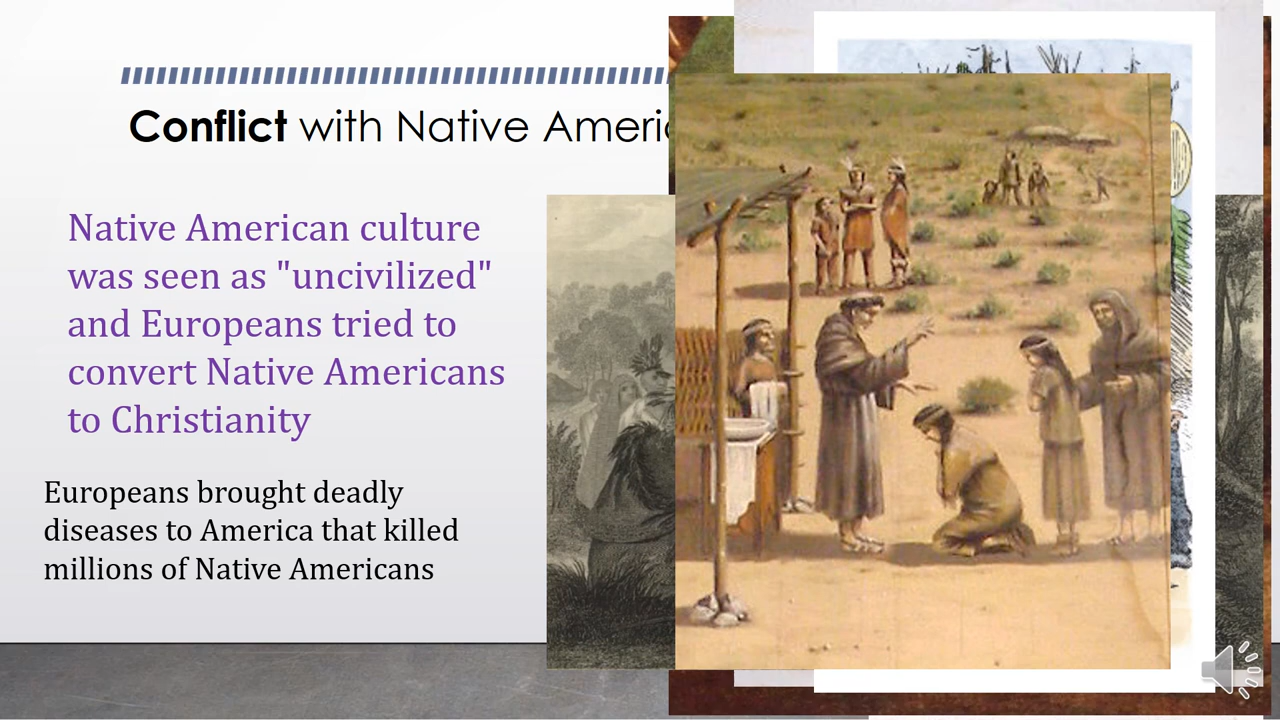 Conflict with Native Americ
Native American culture
was seen as "uncivilized"
and Europeans tried to
convert Native Americans
to Christianity
Europeans brought deadly
diseases to America that killed
millions of Native Americans